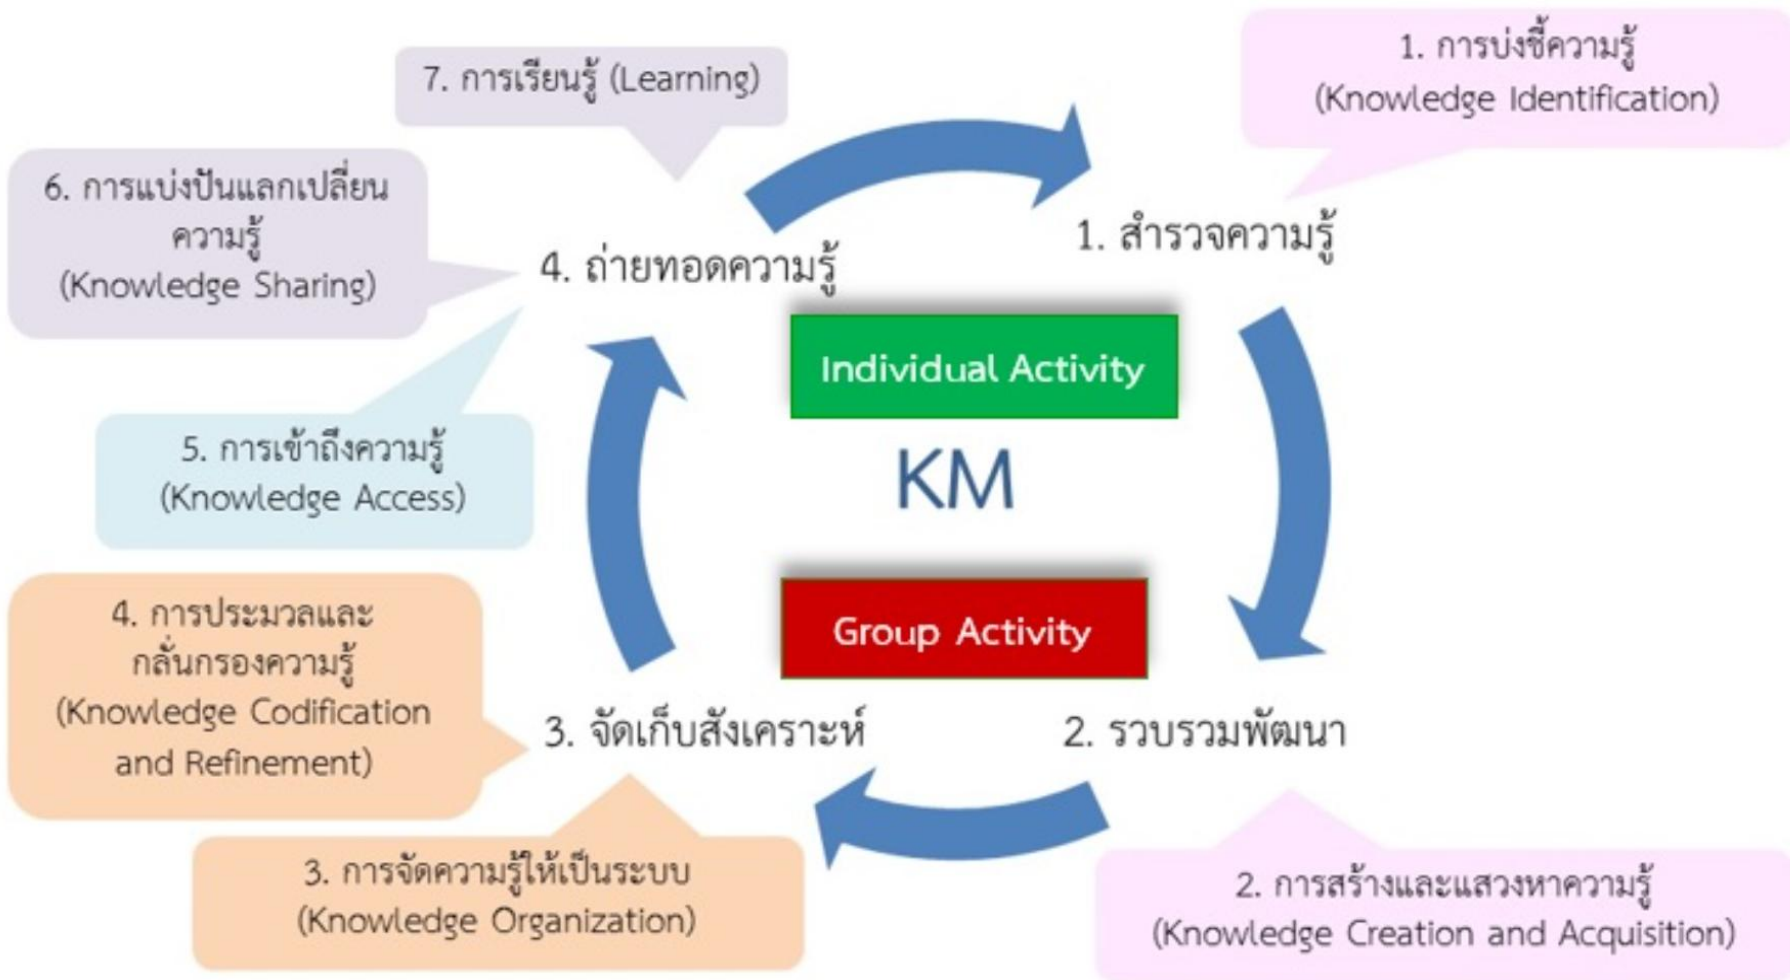 1. การบ่งชี้ความรู้
(Knowledge Identification)
7. การเรียนรู้ (Learning)
6. การแบ่งปันแลกเปลี่ยน
ความรู้
(Knowledge Sharing)
1. สำรวจความรู้
4. ถ่ายทอดความรู้
Individual Activity
5. การเข้าถึงความรู้
(Knowledge Access)
KM
4. การประมวลและ
กลั่นกรองความรู้
(Knowledge Codification
and Refinement)
Group Activity
3. จัดเก็บสังเคราะห์
2. รวบรวมพัฒนา
3. การจัดความรู้ให้เป็นระบบ
(Knowledge Organization)
2. การสร้างและแสวงหาความรู้
(Knowledge Creation and Acquisition)